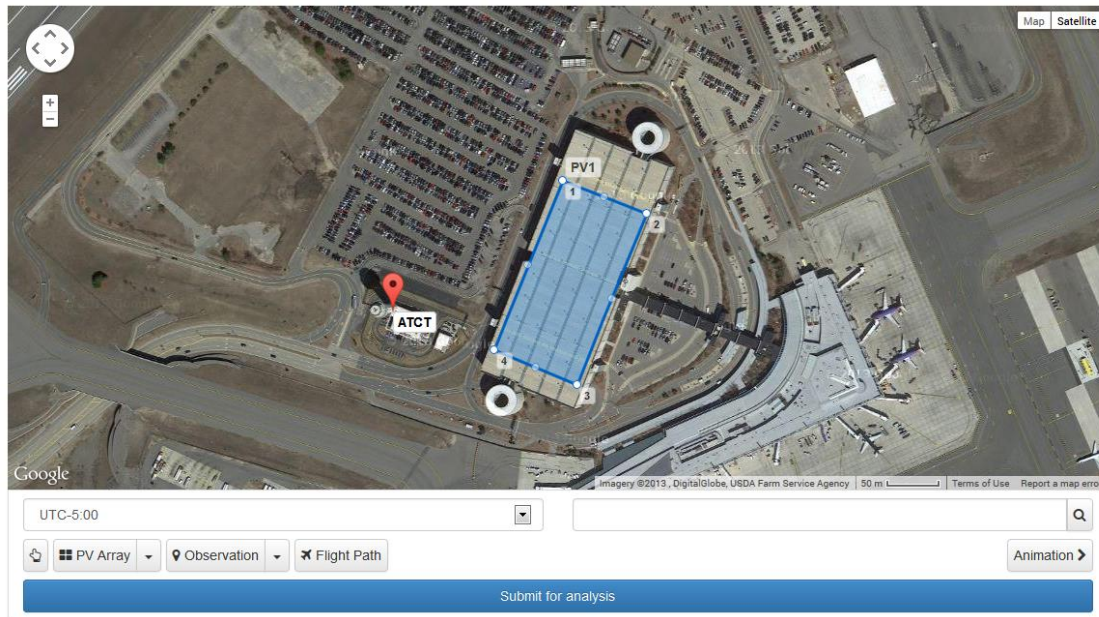 Map Satellite
+
−
PV1
1
2
ATCT
4
3
Google
Imagery ©2013 , DigitalGlobe, USDA Farm Service Agency 50 m Terms of Use Report a map erro
UTC-5:00
PV Array Observation Flight Path Animation
Submit for analysis